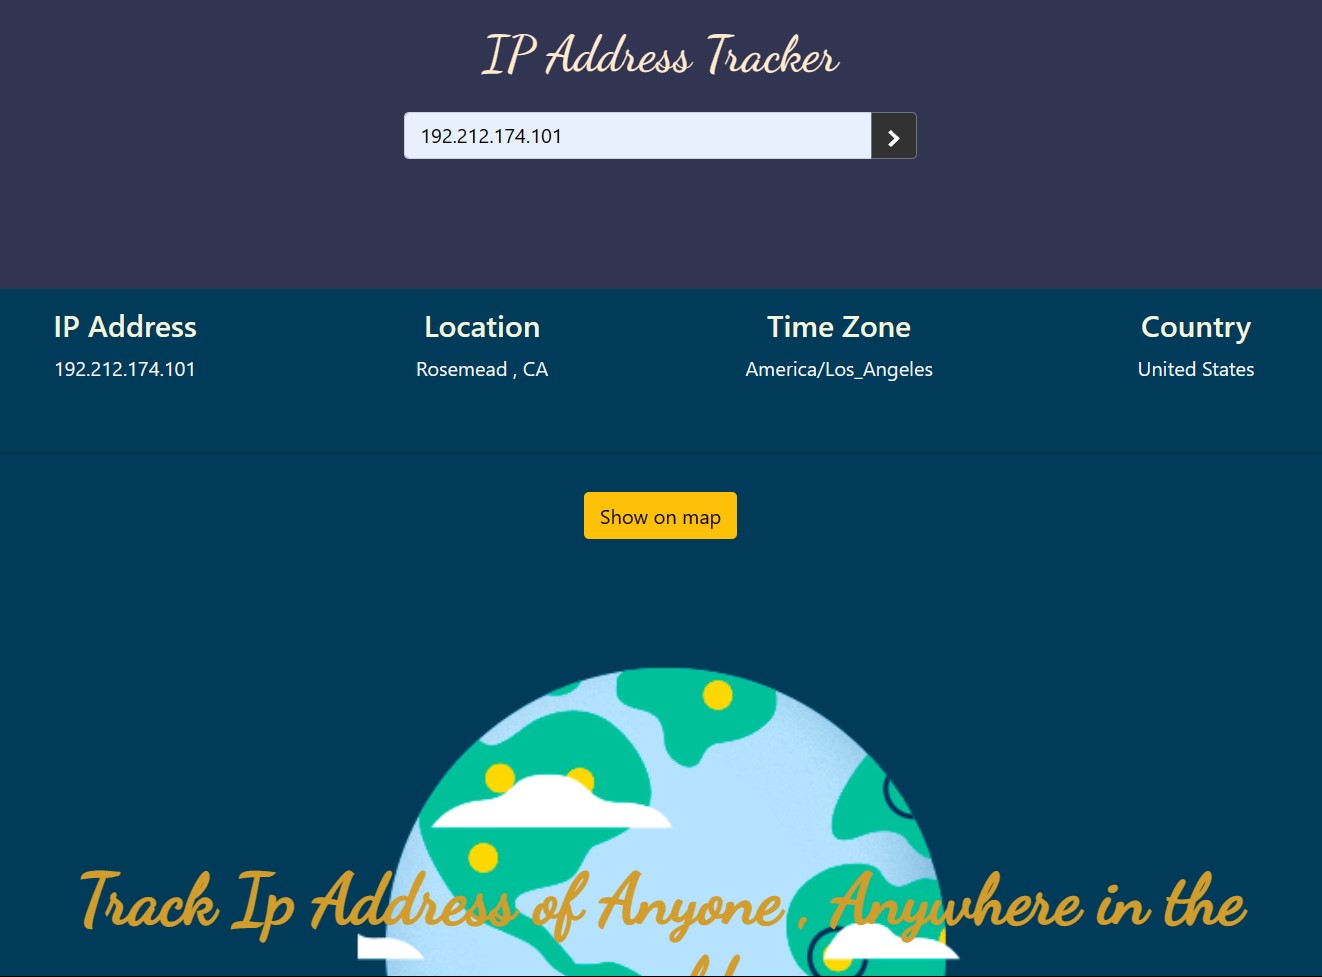 IP Address Tracker
192.212.174.101
IP Address
192.212.174.101
Location
Rosemead , CA
Time Zone
America/Los_Angeles
Country
United States
Show on map
Track Ip Address of Anyone , Anywhere in the